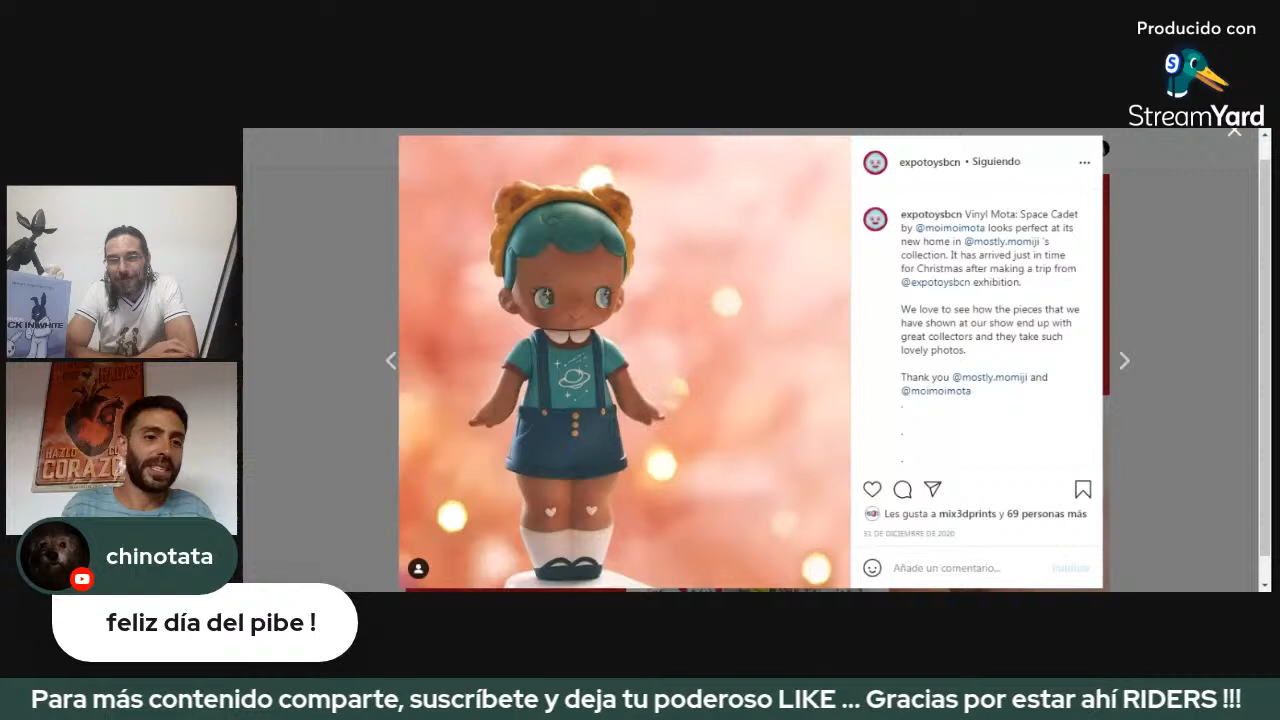 Producido con
StreamYard
expotoysbcn • Siguiendo
expotoysbcn Vinyl Mota: Space Cadet
by @moimoimota looks perfect at its
new home in @mostly.momiji 's
collection. It has arrived just in time
for Christmas after making a trip from
@expotoysbcn exhibition.
We love to see how the pieces that we
have shown at our show end up with
great collectors and they take such
lovely photos.
Thank you @mostly.momiji and
@moimoimota
.
.
.
Les gusta a mix3dprints y 69 personas más
31 DE DICIEMBRE DE 2020
Añade un comentario...
Publicar
CK IN WHITE
HAZLO CO
CORAZ
chinotata
feliz día del pibe !
Para más contenido comparte, suscríbete y deja tu poderoso LIKE ... Gracias por estar ahí RIDERS !!!